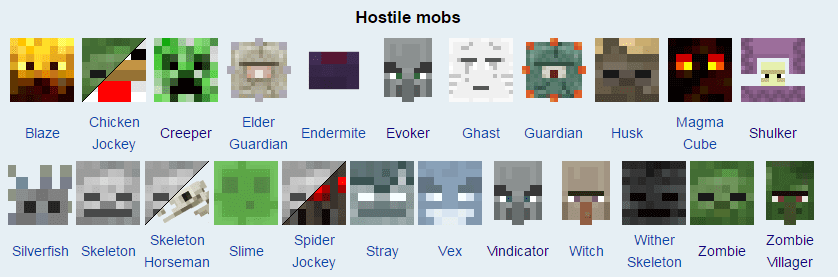 Hostile mobs
Blaze
Chicken
Jockey
Creeper
Elder
Guardian
Endermite
Evoker
Ghast
Guardian
Husk
Magma
Cube
Shulker
Silverfish
Skeleton
Skeleton
Horseman
Slime
Spider
Jockey
Stray
Vex
Vindicator
Witch
Wither
Skeleton
Zombie
Zombie
Villager